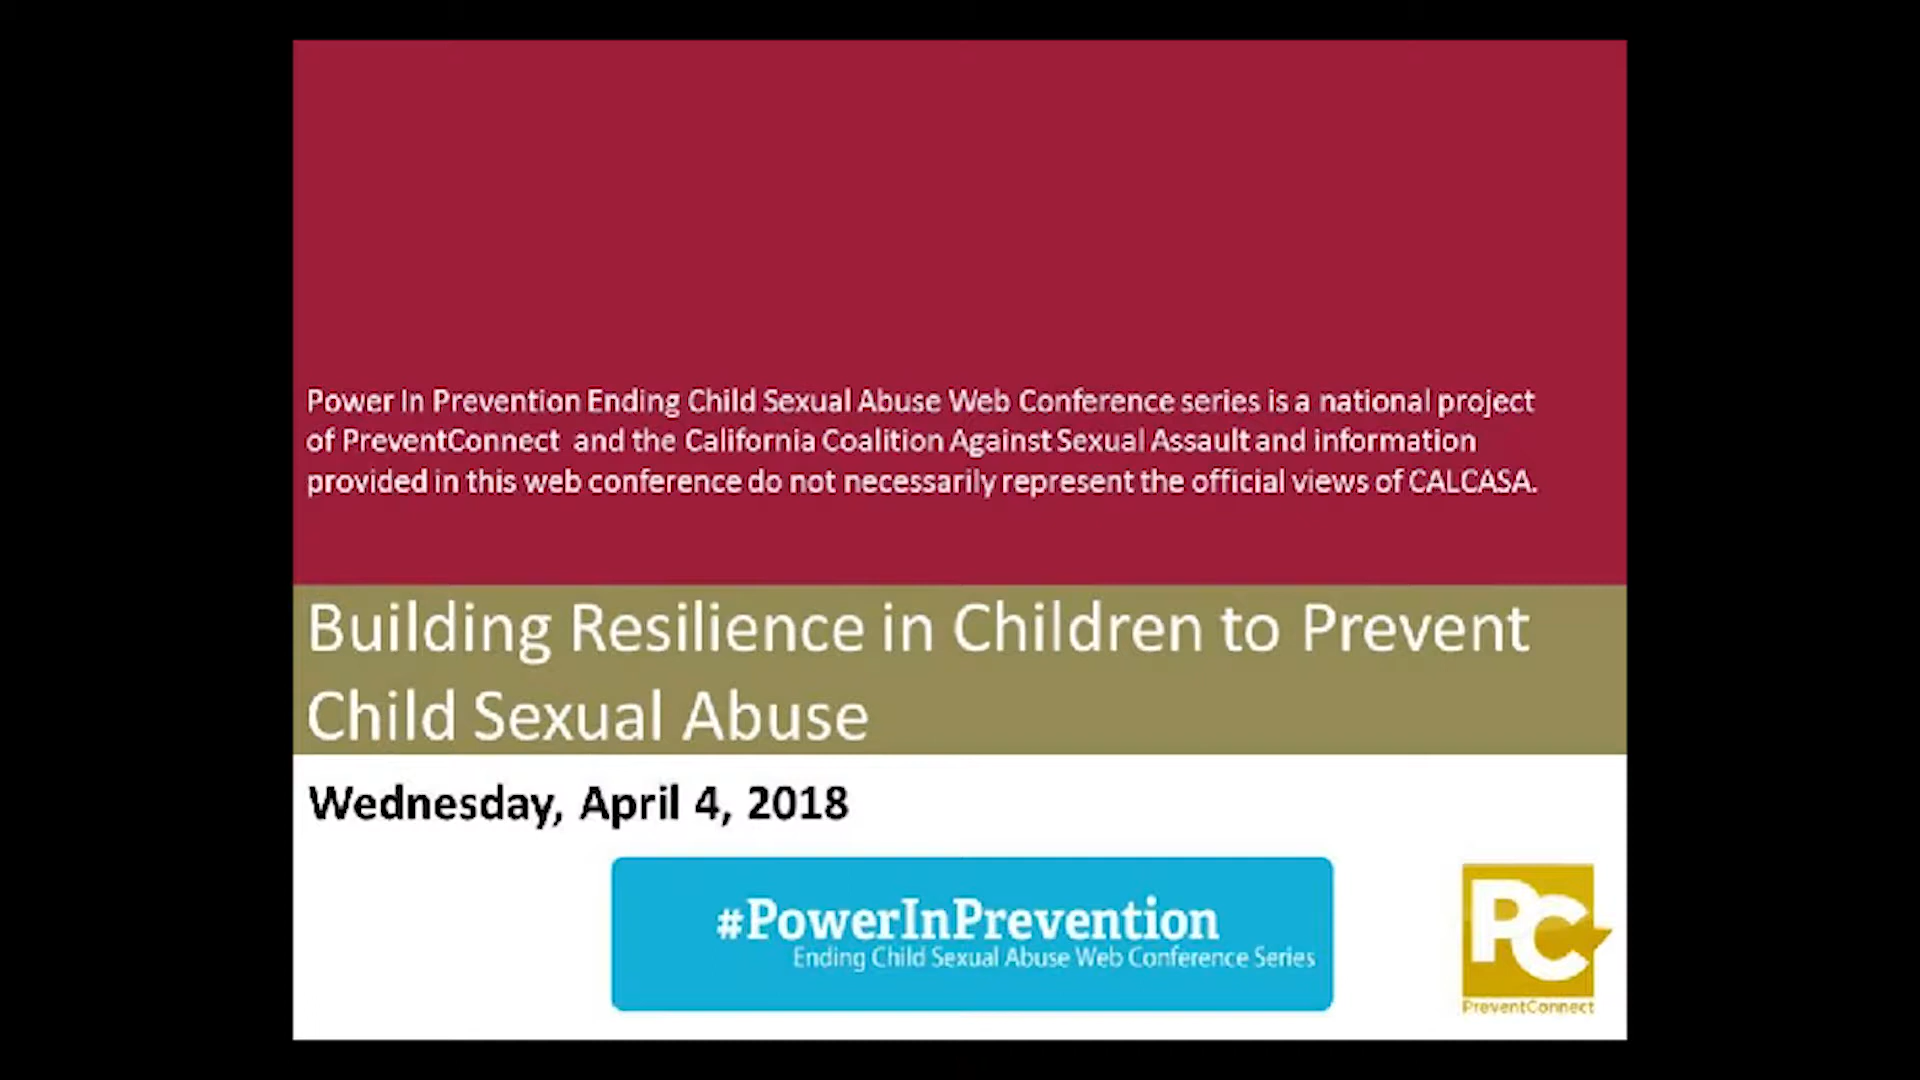 Power In Prevention Ending Child Sexual Abuse Web Conference series is a national project
of PreventConnect and the California Coalition Against Sexual Assault and information
provided in this web conference do not necessarily represent the official views of CALCASA.
Building Resilience in Children to Prevent
Child Sexual Abuse
Wednesday, April 4, 2018
#PowerInPrevention
Ending Child Sexual Abuse Web Conference Series
PC
PreventConnect